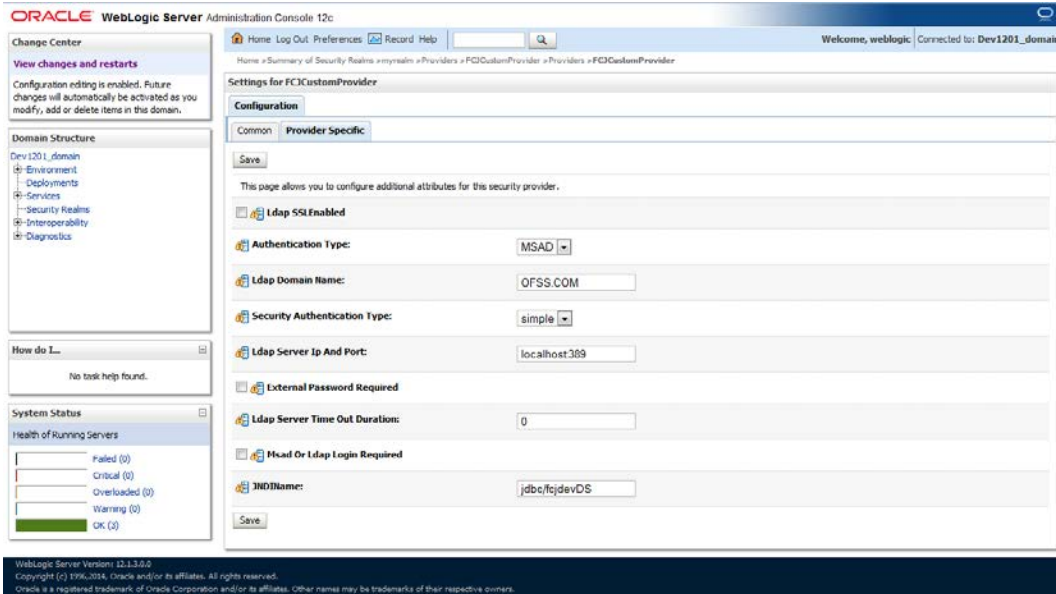 ORACLE WebLogic Server Administration Console 12c
Change Center
View changes and restarts
Configuration editing is enabled. Future
changes will automatically be activated as you
modify, add or delete items in this domain.
Domain Structure
Dev1201_domain
Environment
Deployments
Services
Security Realms
Interoperability
Diagnostics
How do I...
No task help found.
System Status
Health of Running Servers
Failed (0)
Critical (0)
Overloaded (0)
Warning (0)
OK (3)
Home Log Out Preferences Record Help
Welcome, weblogic Connected to: Dev1201_domain
Home »Summary of Security Realms »myrealm »Providers »FCJCustomProvider »Providers »FCJCustomProvider
Settings for FCJCustomProvider
Configuration
Common Provider Specific
Save
This page allows you to configure additional attributes for this security provider.
Ldap SSLEnabled
Authentication Type: MSAD
Ldap Domain Name: OFSS.COM
Security Authentication Type: simple
Ldap Server Ip And Port: localhost:389
External Password Required
Ldap Server Time Out Duration: 0
Msad Or Ldap Login Required
JNDIName: jdbc/fcjdevDS
Save
WebLogic Server Version: 12.1.3.0.0
Copyright (c) 1996,2014, Oracle and/or its affiliates. All rights reserved.
Oracle is a registered trademark of Oracle Corporation and/or its affiliates. Other names may be trademarks of their respective owners.